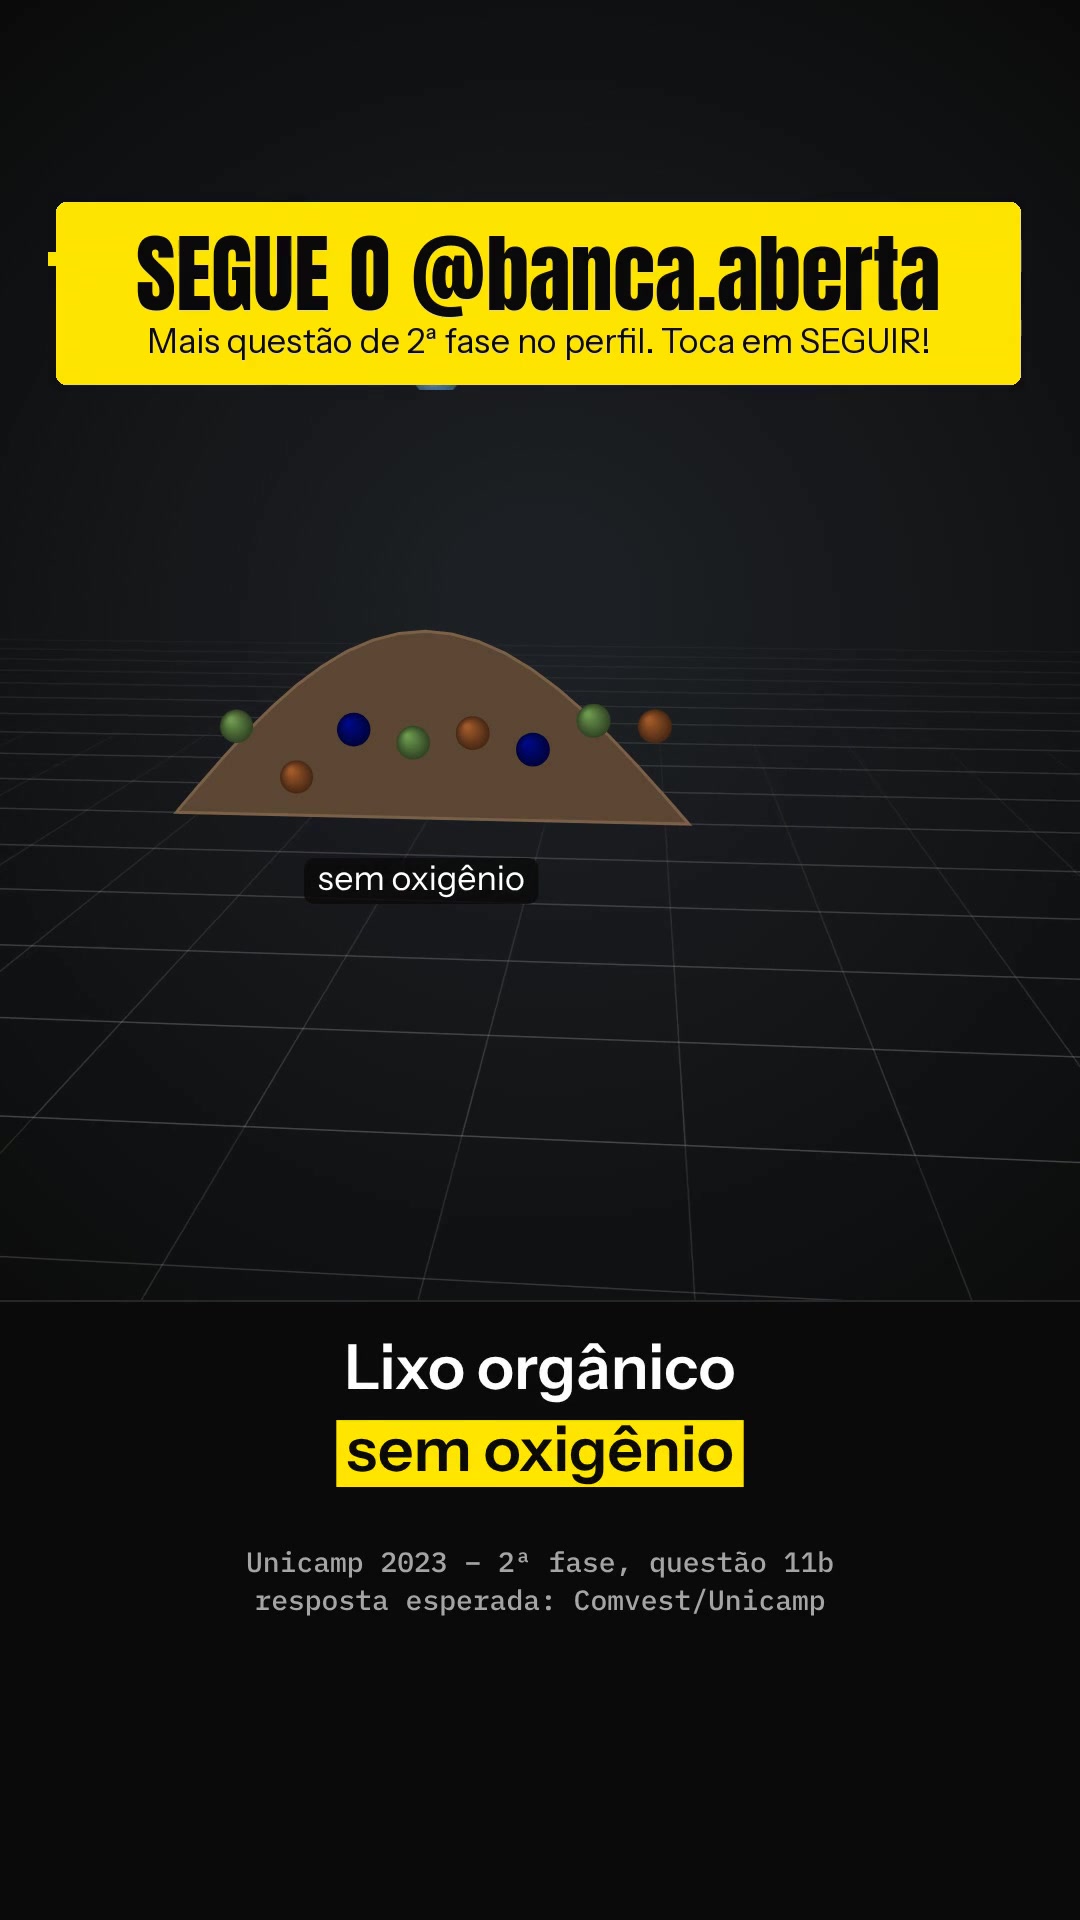 SEGUE O @banca.aberta
Mais questão de 2ª fase no perfil. Toca em SEGUIR!
sem oxigênio
Lixo orgânico
sem oxigênio
Unicamp 2023 – 2ª fase, questão 11b
resposta esperada: Comvest/Unicamp